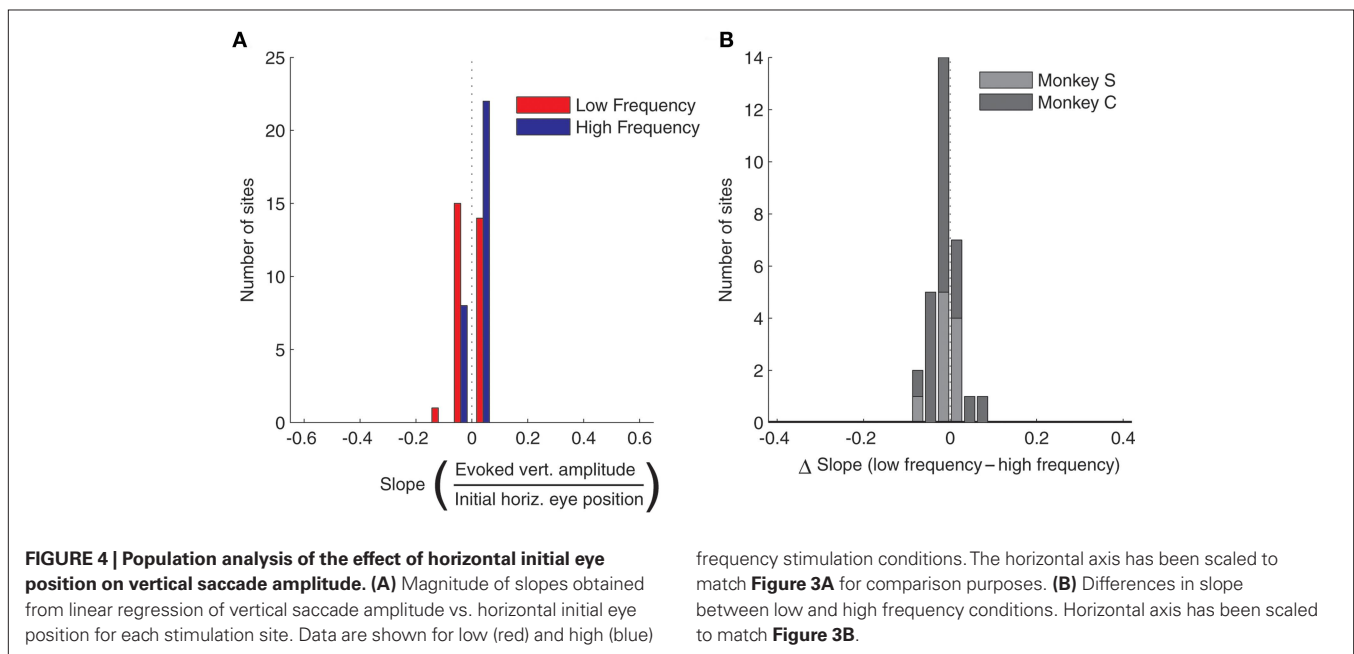 A
25
20
15
10
5
0
Number of sites
Low Frequency
High Frequency
-0.6 -0.4 -0.2 0 0.2 0.4 0.6
Slope ( Evoked vert. amplitude
Initial horiz. eye position )
B
14
12
10
8
6
4
2
0
Number of sites
Monkey S
Monkey C
-0.4 -0.2 0 0.2 0.4
Δ Slope (low frequency – high frequency)
FIGURE 4 | Population analysis of the effect of horizontal initial eye
position on vertical saccade amplitude. (A) Magnitude of slopes obtained
from linear regression of vertical saccade amplitude vs. horizontal initial eye
position for each stimulation site. Data are shown for low (red) and high (blue)
frequency stimulation conditions. The horizontal axis has been scaled to
match Figure 3A for comparison purposes. (B) Differences in slope
between low and high frequency conditions. Horizontal axis has been scaled
to match Figure 3B.